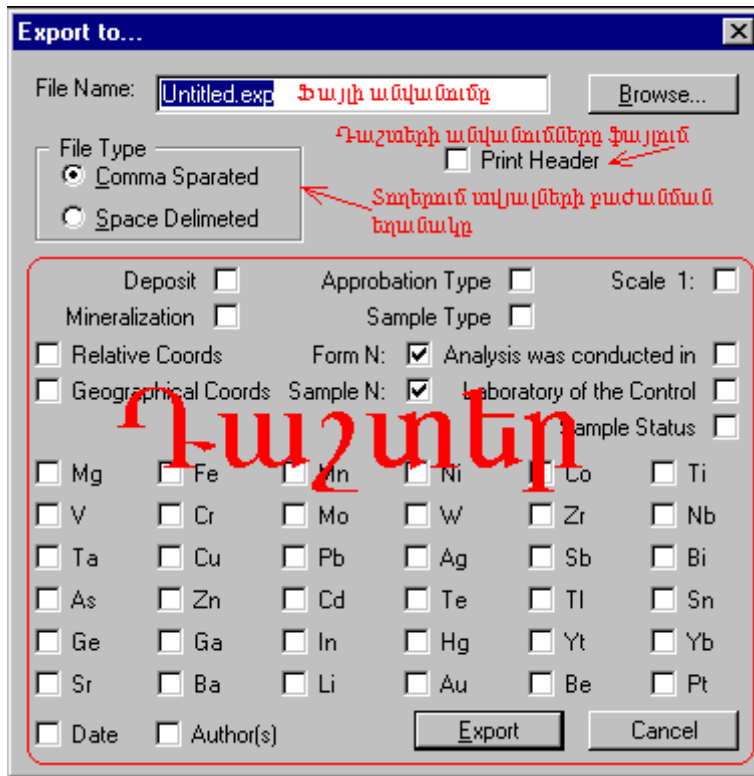 Export to...
File Name: Untitled.exp Ֆայլի անվանումը Browse...
Դաշտերի անվանումները ֆայլում
File Type Print Header
Comma Sparated
Տողերում տվյալների բաժանման
Space Delimeted եղանակը
Deposit Approbation Type Scale 1:
Mineralization Sample Type
Relative Coords Form N: Analysis was conducted in
Geographical Coords Sample N: Laboratory of the Control
Դաշտեր
Sample Status
Mg Fe Mn Ni Co Ti
V Cr Mo W Zr Nb
Ta Cu Pb Ag Sb Bi
As Zn Cd Te Tl Sn
Ge Ga In Hg Yt Yb
Sr Ba Li Au Be Pt
Date Author(s) Export Cancel